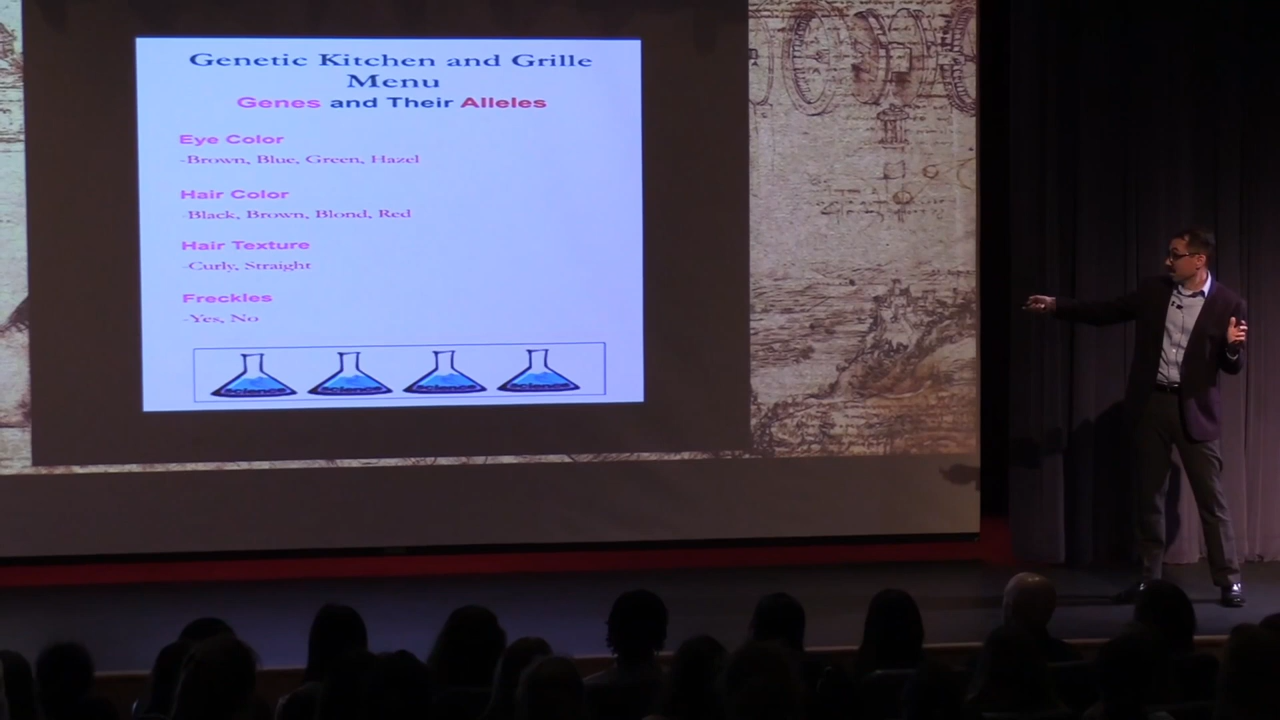 Genetic Kitchen and Grille
Menu
Genes and Their Alleles
Eye Color
-Brown, Blue, Green, Hazel
Hair Color
-Black, Brown, Blond, Red
Hair Texture
-Curly, Straight
Freckles
-Yes, No